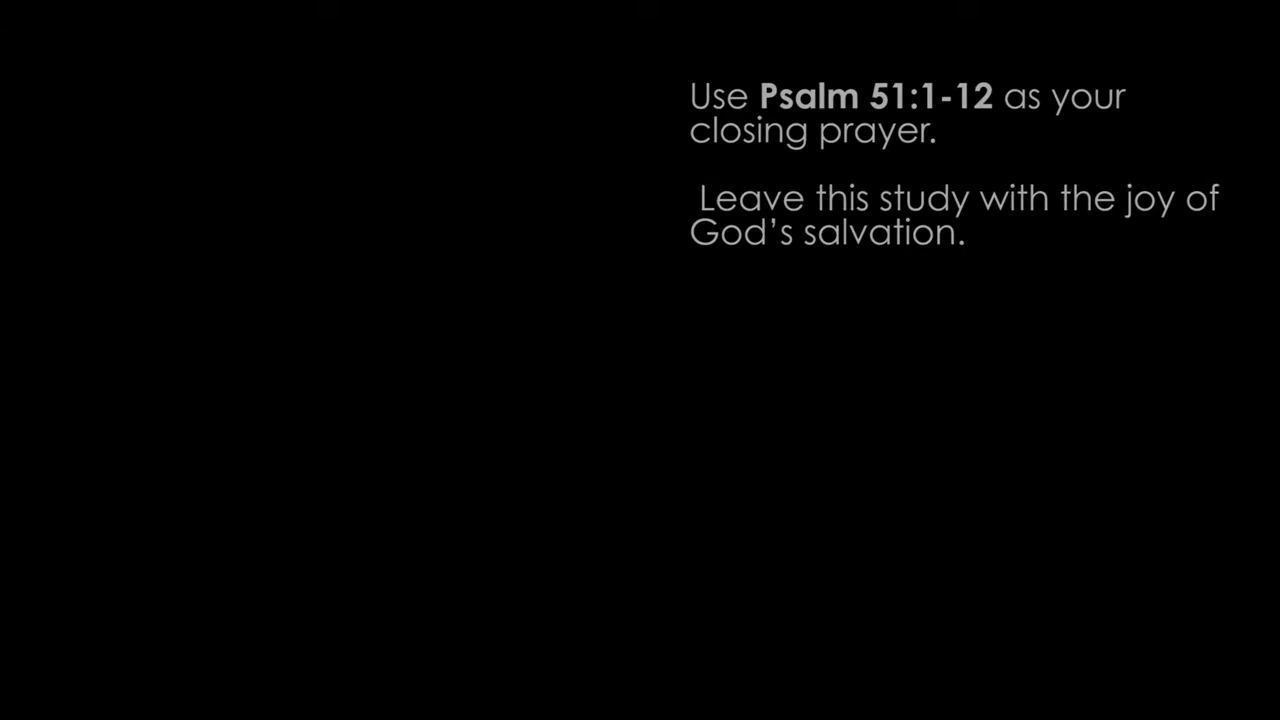 Use Psalm 51:1-12 as your
closing prayer.
Leave this study with the joy of
God’s salvation.